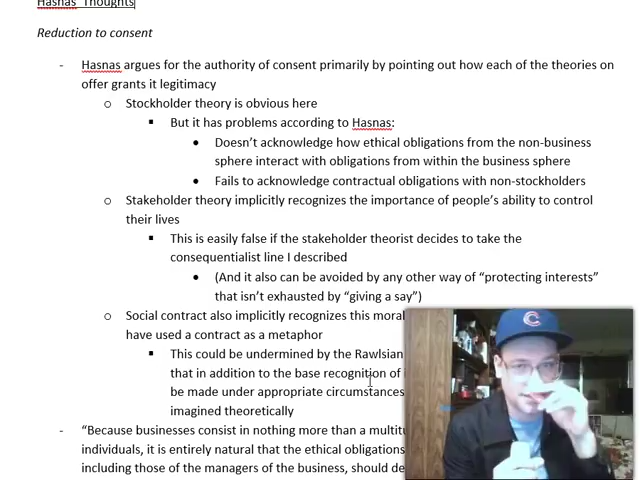 Hasnas' Thoughts
Reduction to consent
- Hasnas argues for the authority of consent primarily by pointing out how each of the theories on
offer grants it legitimacy
o Stockholder theory is obvious here
▪ But it has problems according to Hasnas:
• Doesn't acknowledge how ethical obligations from the non-business
sphere interact with obligations from within the business sphere
• Fails to acknowledge contractual obligations with non-stockholders
o Stakeholder theory implicitly recognizes the importance of people's ability to control
their lives
▪ This is easily false if the stakeholder theorist decides to take the
consequentialist line I described
• (And it also can be avoided by any other way of "protecting interests"
that isn't exhausted by "giving a say")
o Social contract also implicitly recognizes this
have used a contract as a metaphor
▪ This could be undermined by the Rawlsian
that in addition to the base recognition of
be made under appropriate circumstances
imagined theoretically
- "Because businesses consist in nothing more than a
individuals, it is entirely natural that the ethical obligations
including those of the managers of the business, should
C